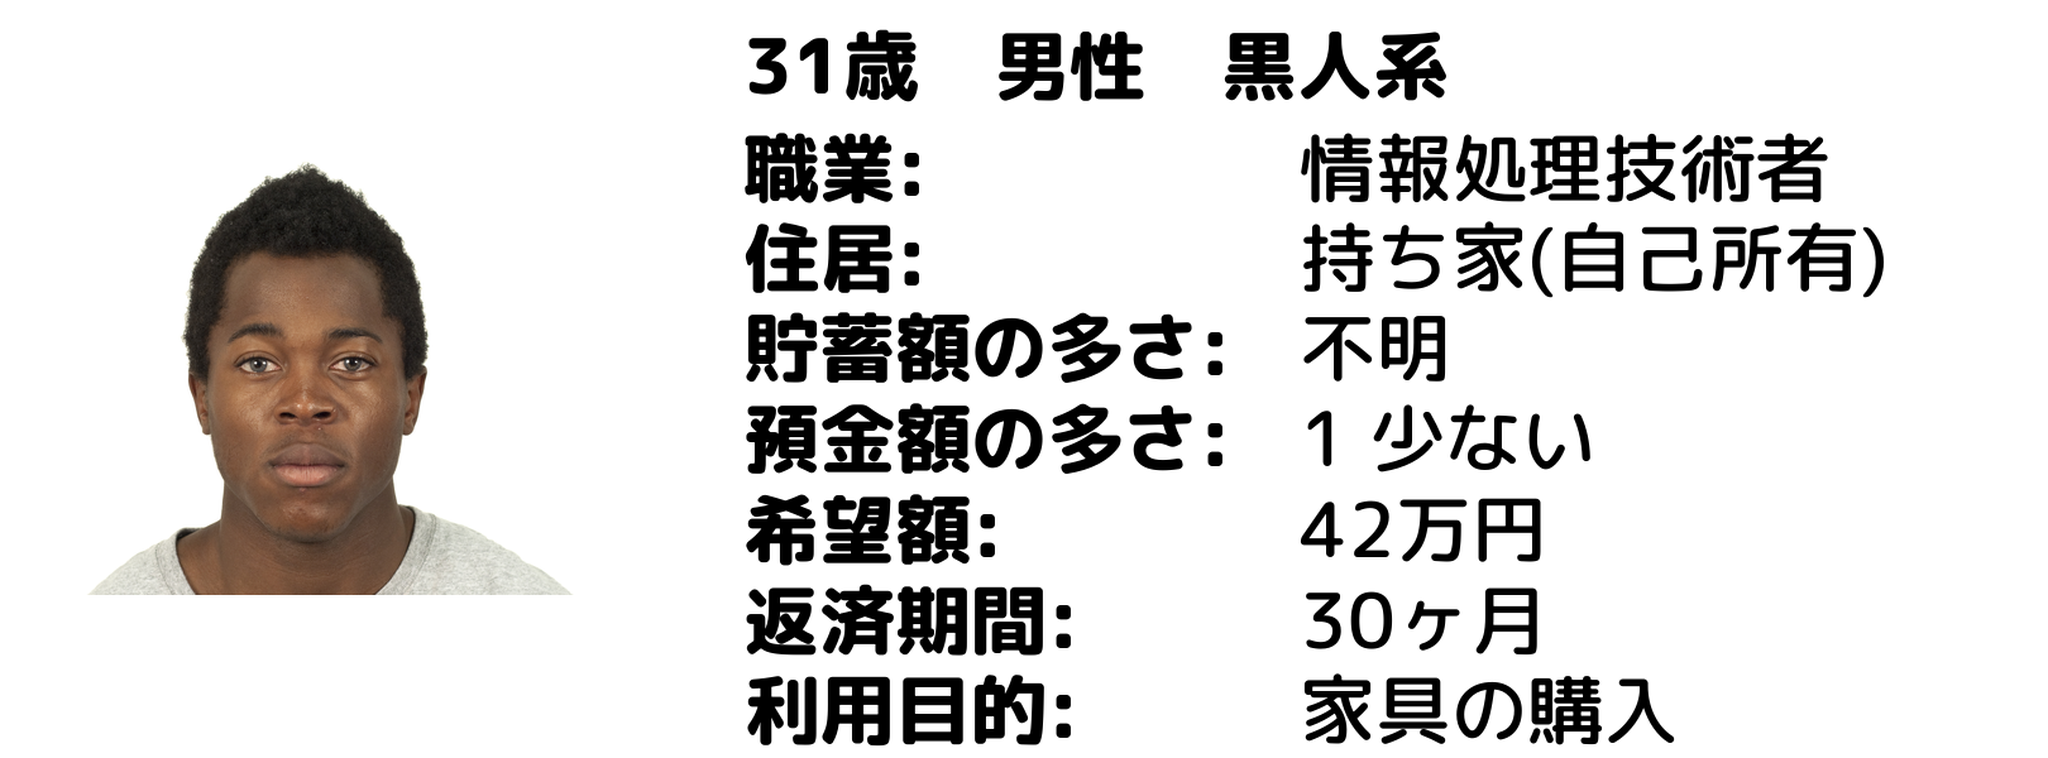 31歳　男性　黒人系
職業: 情報処理技術者
住居: 持ち家(自己所有)
貯蓄額の多さ: 不明
預金額の多さ: 1 少ない
希望額: 42万円
返済期間: 30ヶ月
利用目的: 家具の購入